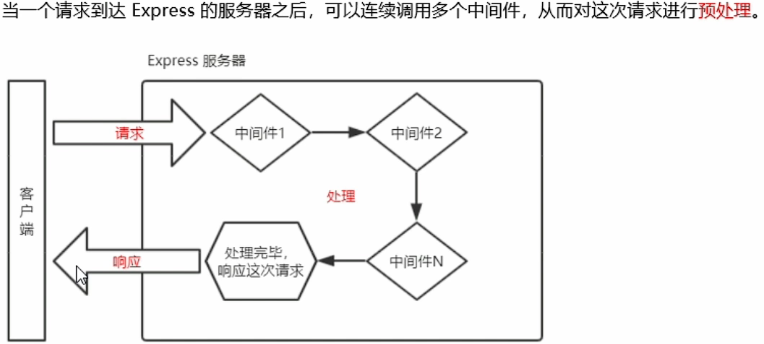 当一个请求到达 Express 的服务器之后，可以连续调用多个中间件，从而对这次请求进行预处理。
Express 服务器
客户端
请求
中间件1
中间件2
处理
响应
处理完毕，
响应这次请求
中间件N